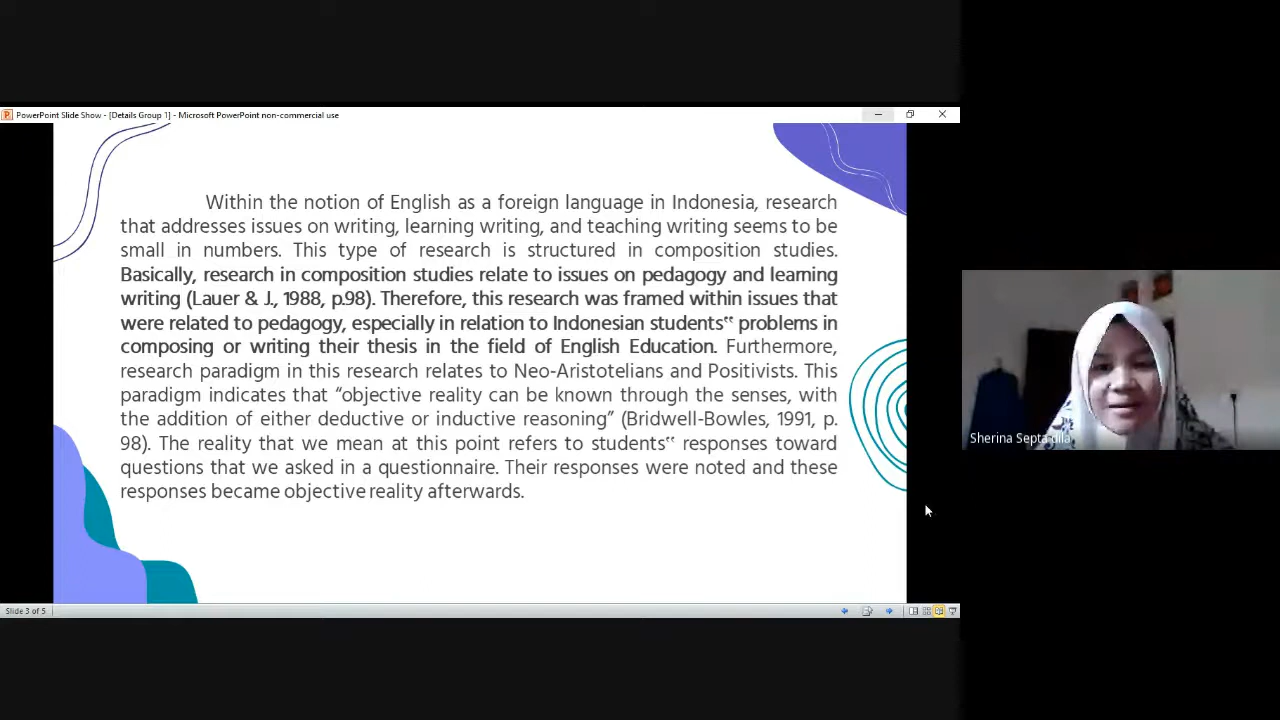 PowerPoint Slide Show - [Details Group 1] - Microsoft PowerPoint non-commercial use
Within the notion of English as a foreign language in Indonesia, research
that addresses issues on writing, learning writing, and teaching writing seems to be
small in numbers. This type of research is structured in composition studies.
Basically, research in composition studies relate to issues on pedagogy and learning
writing (Lauer & J., 1988, p.98). Therefore, this research was framed within issues that
were related to pedagogy, especially in relation to Indonesian students‟ problems in
composing or writing their thesis in the field of English Education. Furthermore,
research paradigm in this research relates to Neo-Aristotelians and Positivists. This
paradigm indicates that “objective reality can be known through the senses, with
the addition of either deductive or inductive reasoning” (Bridwell-Bowles, 1991, p.
98). The reality that we mean at this point refers to students‟ responses toward
questions that we asked in a questionnaire. Their responses were noted and these
responses became objective reality afterwards.
Sherina Septa dila
Slide 3 of 5